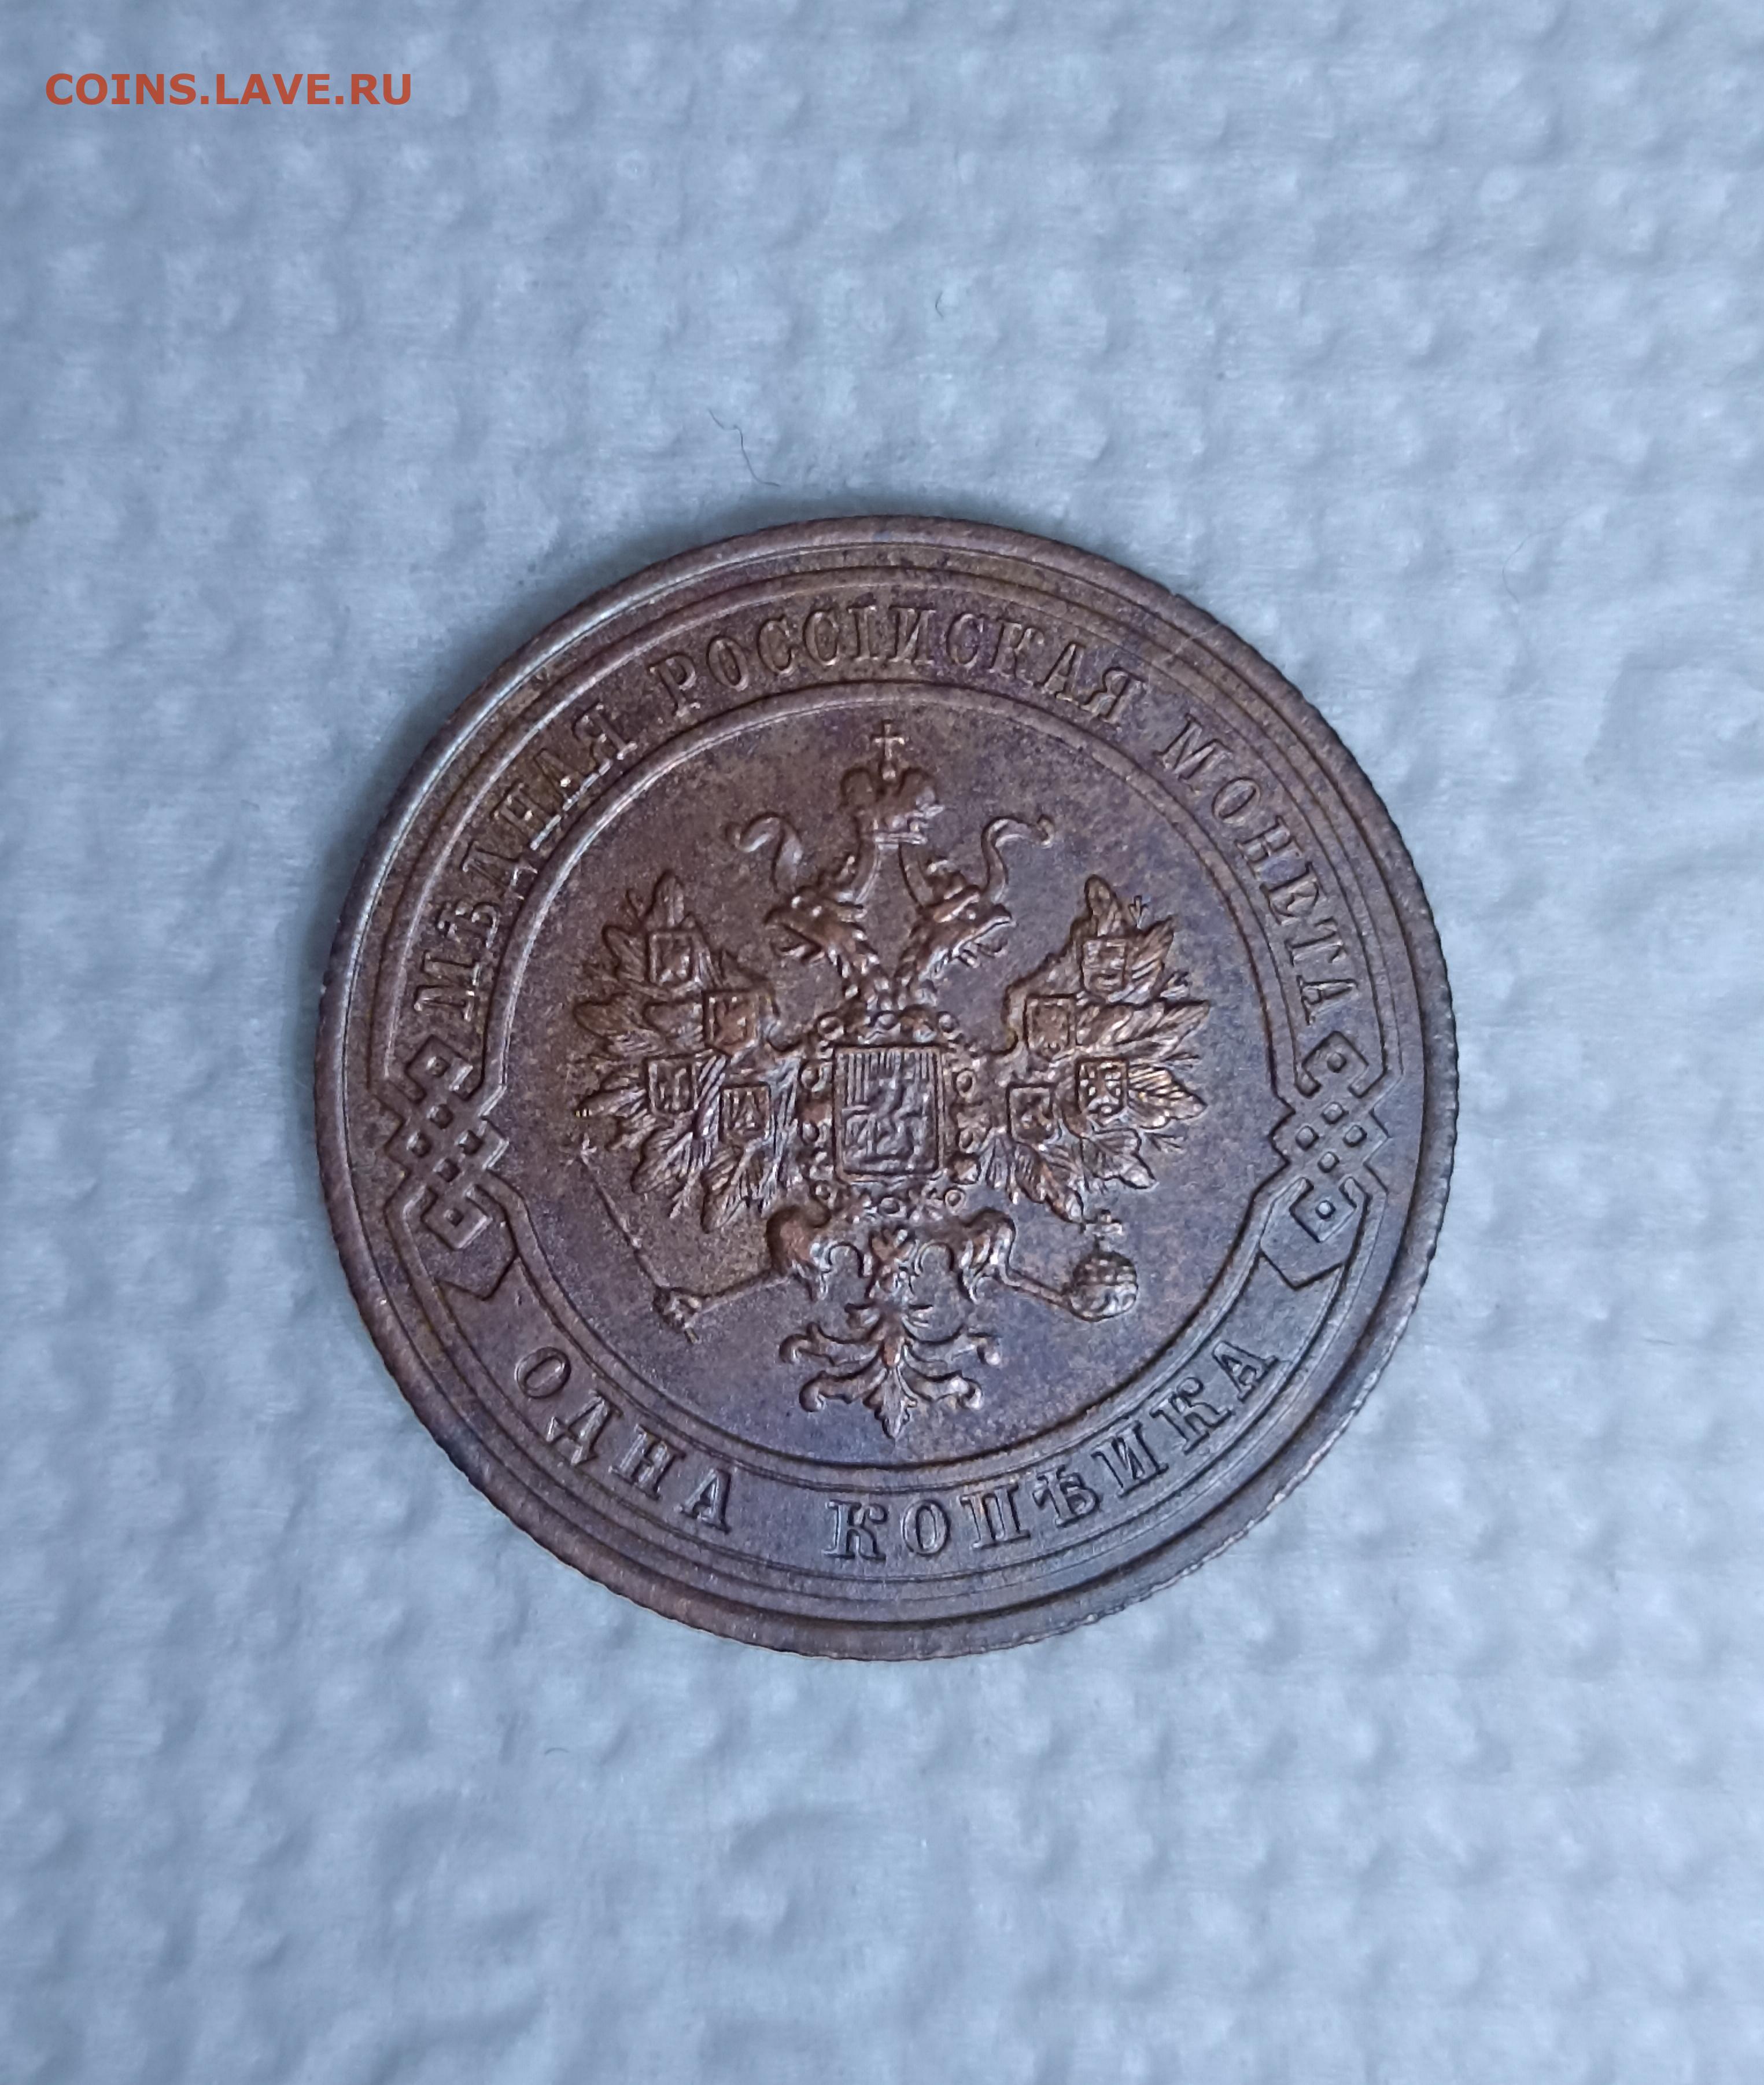 COINS.LAVE.RU
МѢДНАЯ РОССІЙСКАЯ МОНЕТА
ОДНА КОПѢЙКА